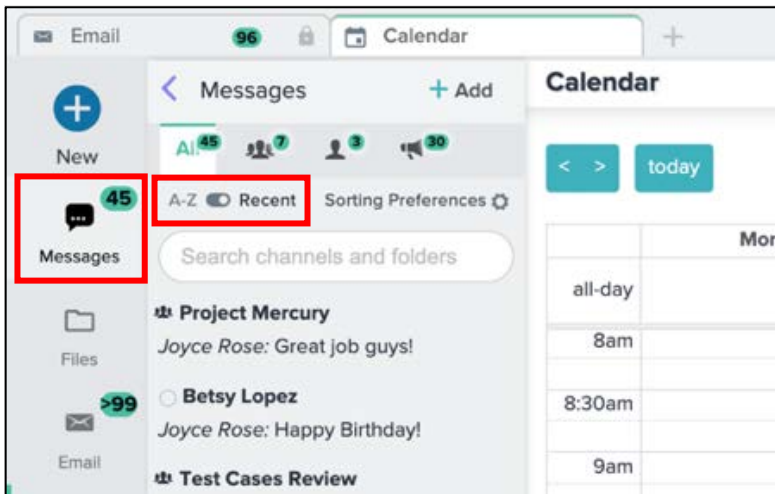 Email 96 Calendar +
New
45
Messages
Files
>99
Email
Messages + Add
All 45 7 3 30
A-Z Recent Sorting Preferences
Search channels and folders
Project Mercury
Joyce Rose: Great job guys!
Betsy Lopez
Joyce Rose: Happy Birthday!
Test Cases Review
Calendar
< > today
Mon
all-day
8am
8:30am
9am